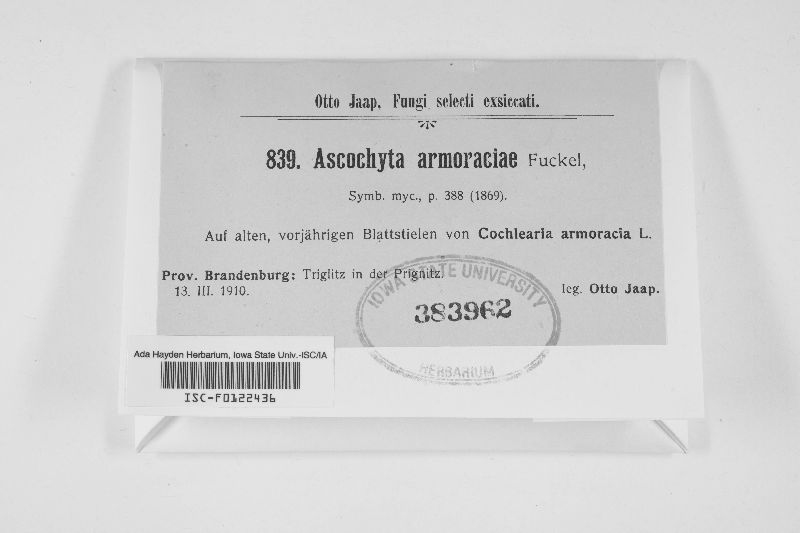 Otto Jaap, Fungi selecti exsiccati.
839. Ascochyta armoraciae Fuckel,
Symb. myc., p. 388 (1869).
Auf alten, vorjährigen Blattstielen von Cochlearia armoracia L.
Prov. Brandenburg: Triglitz in der Prignitz.
13. III. 1910. leg. Otto Jaap.
IOWA STATE UNIVERSITY
383962
HERBARIUM
Ada Hayden Herbarium, Iowa State Univ.-ISC/IA
ISC-F0122436